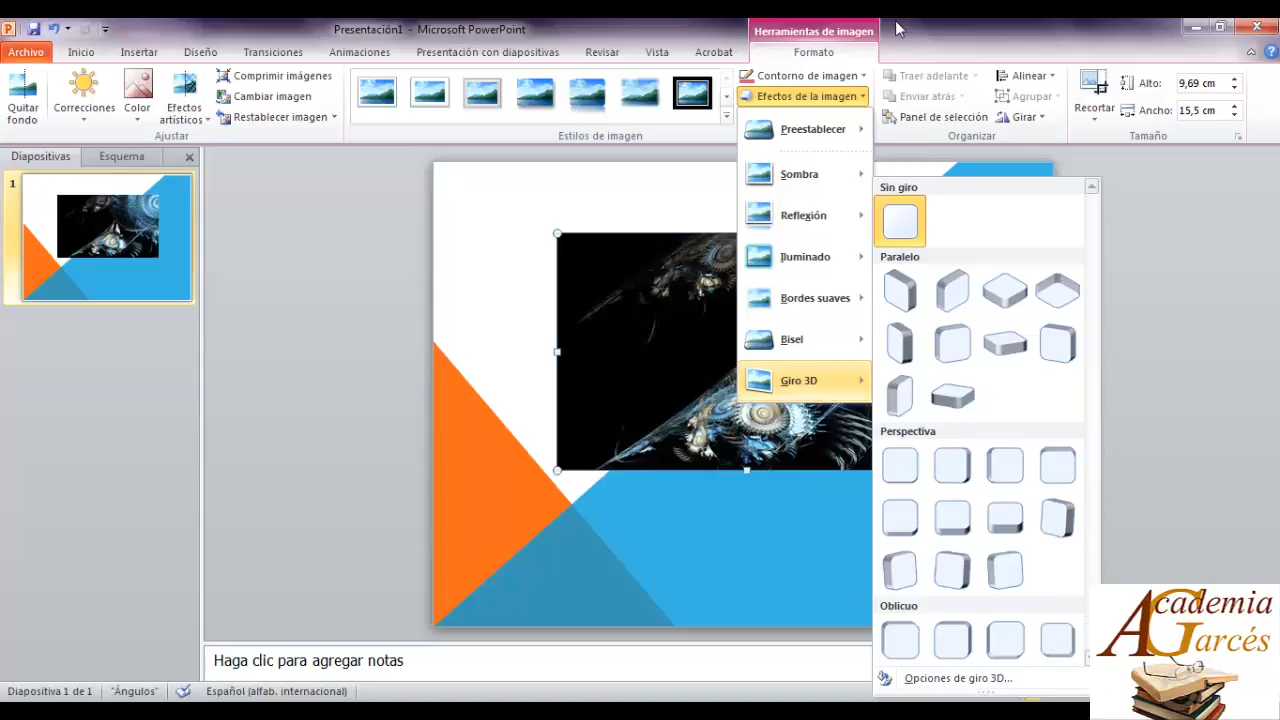 Presentación1 - Microsoft PowerPoint
Herramientas de imagen
Archivo
Inicio
Insertar
Diseño
Transiciones
Animaciones
Presentación con diapositivas
Revisar
Vista
Acrobat
Formato
Quitar fondo
Correcciones
Color
Efectos artísticos
Comprimir imágenes
Cambiar imagen
Restablecer imagen
Ajustar
Estilos de imagen
Contorno de imagen
Efectos de la imagen
Traer adelante
Enviar atrás
Panel de selección
Alinear
Agrupar
Girar
Organizar
Recortar
Alto: 9,69 cm
Ancho: 15,5 cm
Tamaño
Diapositivas
Esquema
1
Preestablecer
Sombra
Reflexión
Iluminado
Bordes suaves
Bisel
Giro 3D
Sin giro
Paralelo
Perspectiva
Oblicuo
Opciones de giro 3D...
Haga clic para agregar notas
Diapositiva 1 de 1
"Ángulos"
Español (alfab. internacional)
Academia
Garcés